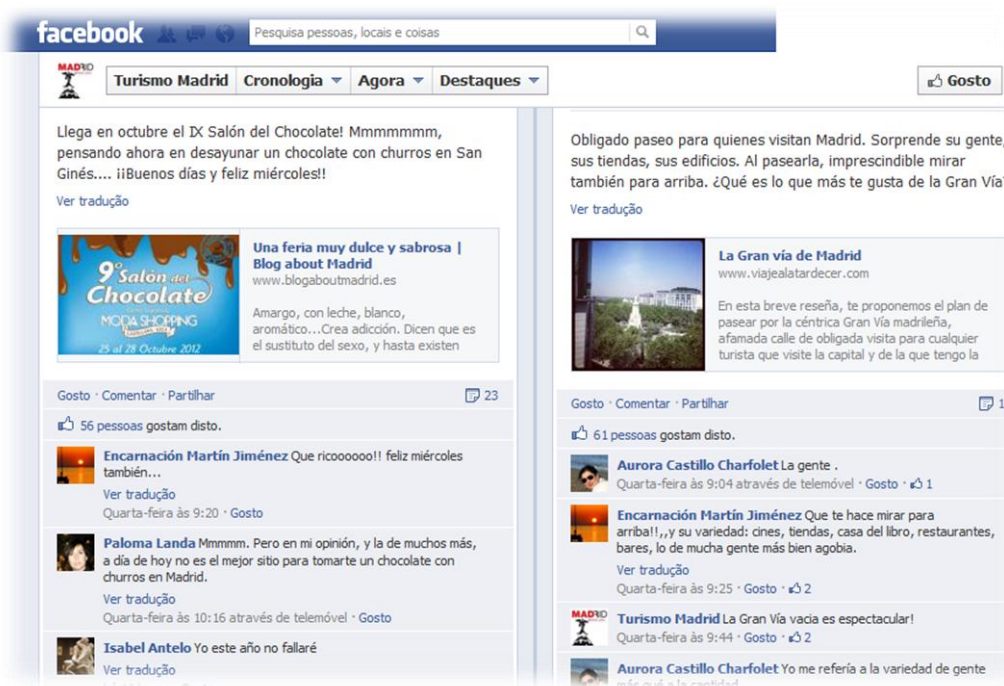 facebook
Pesquisa pessoas, locais e coisas
MADRID
Turismo Madrid Cronologia Agora Destaques
Gosto
Llega en octubre el IX Salón del Chocolate! Mmmmmmm,
pensando ahora en desayunar un chocolate con churros en San
Ginés.... ¡¡Buenos días y feliz miércoles!!
Ver tradução
9º Salón del
Chocolate
MODA SHOPPING
25 al 28 Octubre 2012
Una feria muy dulce y sabrosa |
Blog about Madrid
www.blogaboutmadrid.es
Amargo, con leche, blanco,
aromático...Crea adicción. Dicen que es
el sustituto del sexo, y hasta existen
Gosto · Comentar · Partilhar 23
56 pessoas gostam disto.
Encarnación Martín Jiménez Que ricoooooo!! feliz miércoles
también...
Ver tradução
Quarta-feira às 9:20 · Gosto
Paloma Landa Mmmmm. Pero en mi opinión, y la de muchos más,
a día de hoy no es el mejor sitio para tomarte un chocolate con
churros en Madrid.
Ver tradução
Quarta-feira às 10:16 através de telemóvel · Gosto
Isabel Antelo Yo este año no fallaré
Ver tradução
Obligado paseo para quienes visitan Madrid. Sorprende su gente,
sus tiendas, sus edificios. Al pasearla, imprescindible mirar
también para arriba. ¿Qué es lo que más te gusta de la Gran Vía?
Ver tradução
La Gran vía de Madrid
www.viajealatardecer.com
En esta breve reseña, te proponemos el plan de
pasear por la céntrica Gran Vía madrileña,
afamada calle de obligada visita para cualquier
turista que visite la capital y de la que tengo la
Gosto · Comentar · Partilhar 1
61 pessoas gostam disto.
Aurora Castillo Charfolet La gente .
Quarta-feira às 9:04 através de telemóvel · Gosto · 1
Encarnación Martín Jiménez Que te hace mirar para
arriba!!,,y su variedad: cines, tiendas, casa del libro, restaurantes,
bares, lo de mucha gente más bien agobia.
Ver tradução
Quarta-feira às 9:25 · Gosto · 2
MADRID
Turismo Madrid La Gran Vía vacia es espectacular!
Quarta-feira às 9:44 · Gosto · 2
Aurora Castillo Charfolet Yo me refería a la variedad de gente
más qué a la cantidad